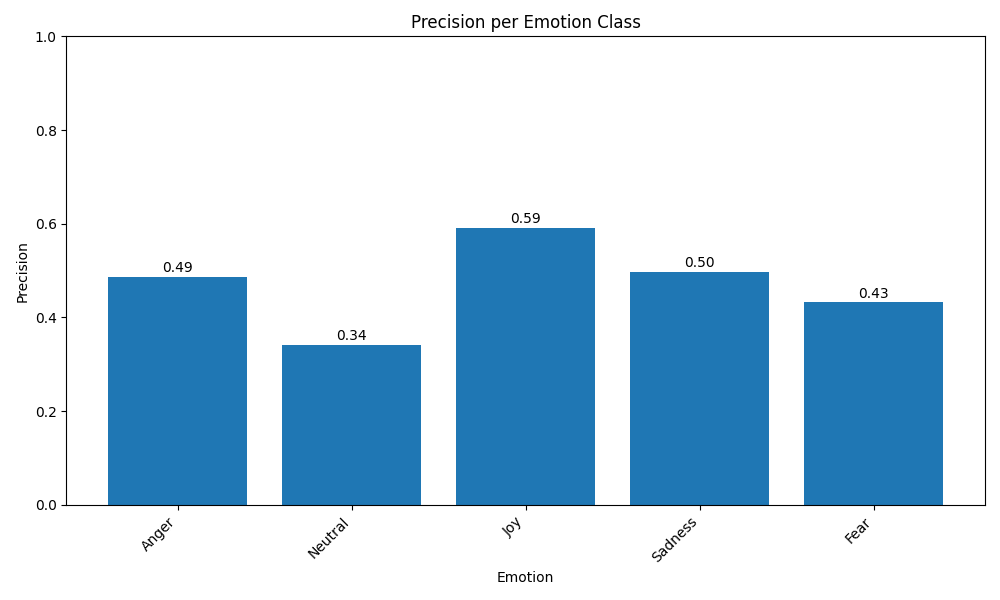 Precision per Emotion Class
1.0
0.8
0.6
0.4
0.2
0.0
Precision
0.49
0.34
0.59
0.50
0.43
Anger
Neutral
Joy
Sadness
Fear
Emotion